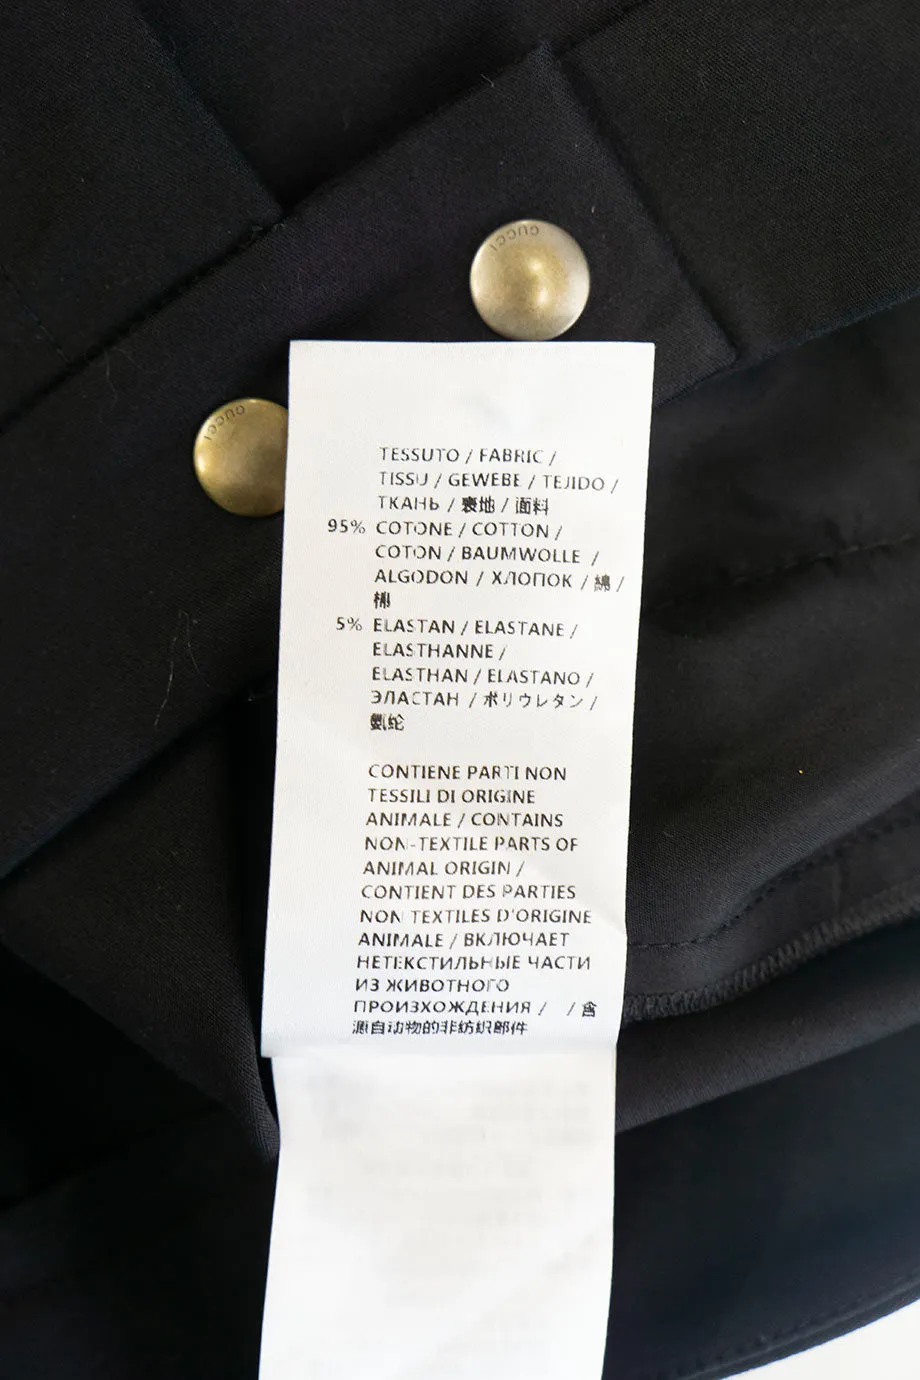 GUCCI
GUCCI
TESSUTO / FABRIC /
TISSU / GEWEBE / TEJIDO /
ТКАНЬ / 表地 / 面料
95% COTONE / COTTON /
COTON / BAUMWOLLE /
ALGODON / ХЛОПОК / 綿 /
棉
5% ELASTAN / ELASTANE /
ELASTHANNE /
ELASTHAN / ELASTANO /
ЭЛАСТАН / ポリウレタン /
氨纶
CONTIENE PARTI NON
TESSILI DI ORIGINE
ANIMALE / CONTAINS
NON-TEXTILE PARTS OF
ANIMAL ORIGIN /
CONTIENT DES PARTIES
NON TEXTILES D'ORIGINE
ANIMALE / ВКЛЮЧАЕТ
НЕТЕКСТИЛЬНЫЕ ЧАСТИ
ИЗ ЖИВОТНОГО
ПРОИЗХОЖДЕНИЯ / / 含
源自动物的非纺织部件